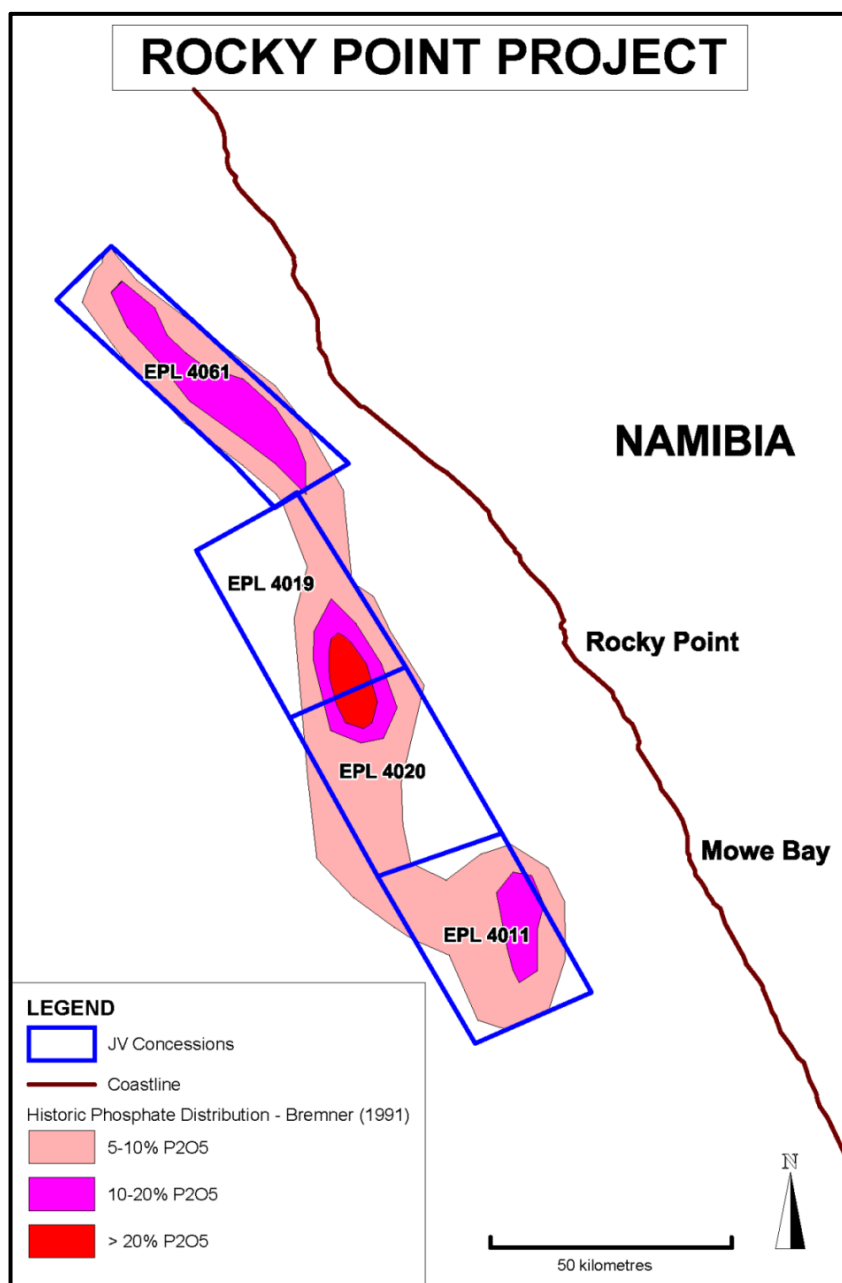 ROCKY POINT PROJECT
EPL 4061
NAMIBIA
EPL 4019
Rocky Point
EPL 4020
Mowe Bay
EPL 4011
LEGEND
JV Concessions
Coastline
Historic Phosphate Distribution - Bremner (1991)
5-10% P2O5
10-20% P2O5
> 20% P2O5
N
50 kilometres